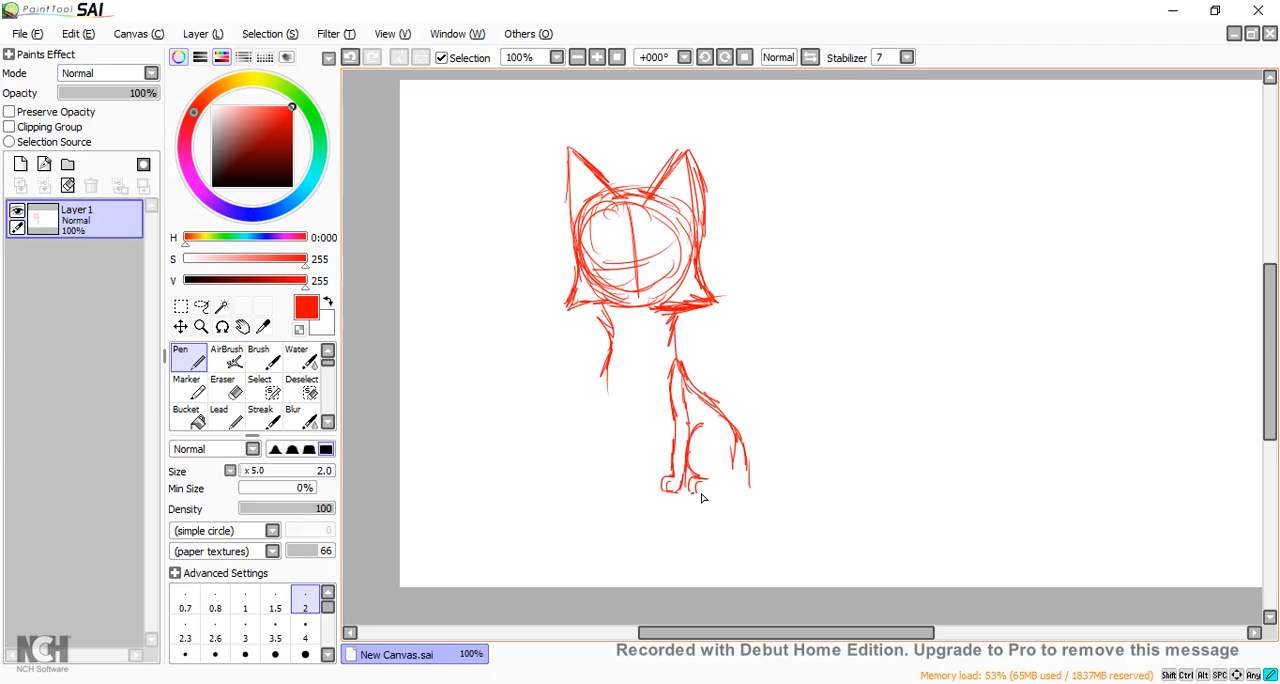 PaintTool SAI
File (F) Edit (E) Canvas (C) Layer (L) Selection (S) Filter (T) View (V) Window (W) Others (O)
Paints Effect
Mode Normal
Opacity 100%
Preserve Opacity
Clipping Group
Selection Source
Layer1
Normal
100%
Selection 100% +000° Normal Stabilizer 7
H 0:000
S 255
V 255
Pen AirBrush Brush Water
Marker Eraser Select Deselect
Bucket Lead Streak Blur
Normal
Size x 5.0 2.0
Min Size 0%
Density 100
(simple circle) 0
(paper textures) 66
Advanced Settings
0.7 0.8 1 1.5 2
2.3 2.6 3 3.5 4
New Canvas.sai 100%
NCH
NCH Software
Recorded with Debut Home Edition. Upgrade to Pro to remove this message
Memory load: 53% (65MB used / 1837MB reserved) Shift Ctrl Alt SPC Any